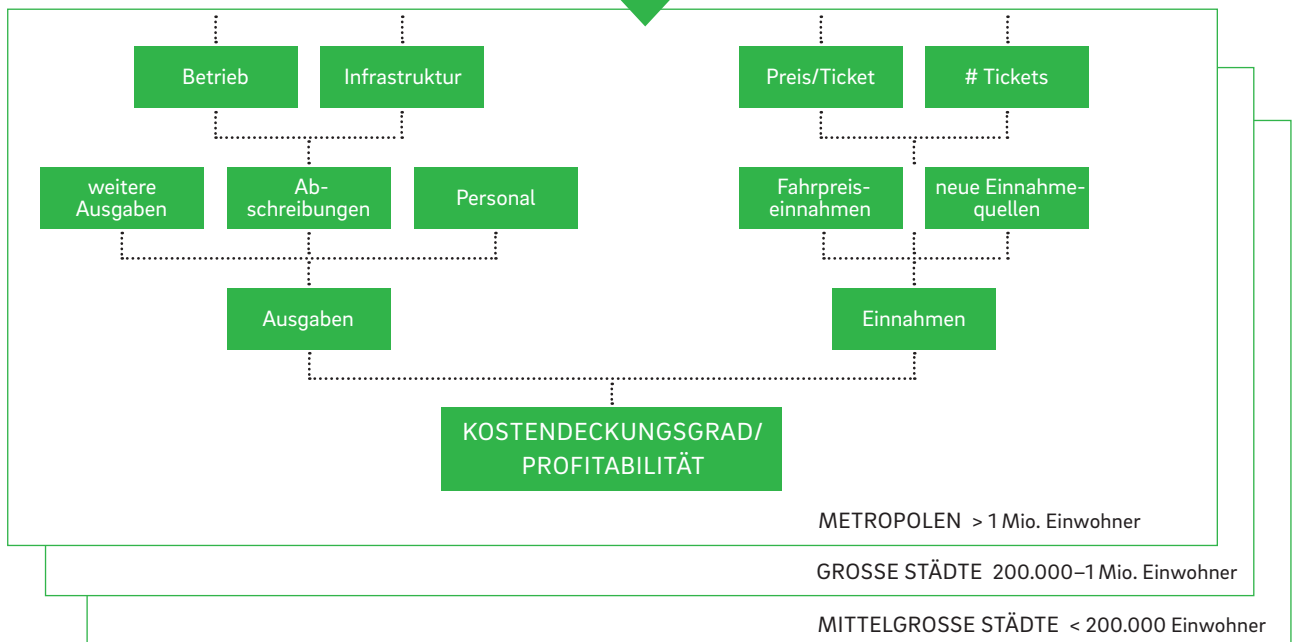 Betrieb
Infrastruktur
Preis/Ticket
# Tickets
weitere
Ausgaben
Ab-
schreibungen
Personal
Fahrpreis-
einnahmen
neue Einnahme-
quellen
Ausgaben
Einnahmen
KOSTENDECKUNGSGRAD/
PROFITABILITÄT
METROPOLEN > 1 Mio. Einwohner
GROSSE STÄDTE 200.000–1 Mio. Einwohner
MITTELGROSSE STÄDTE < 200.000 Einwohner